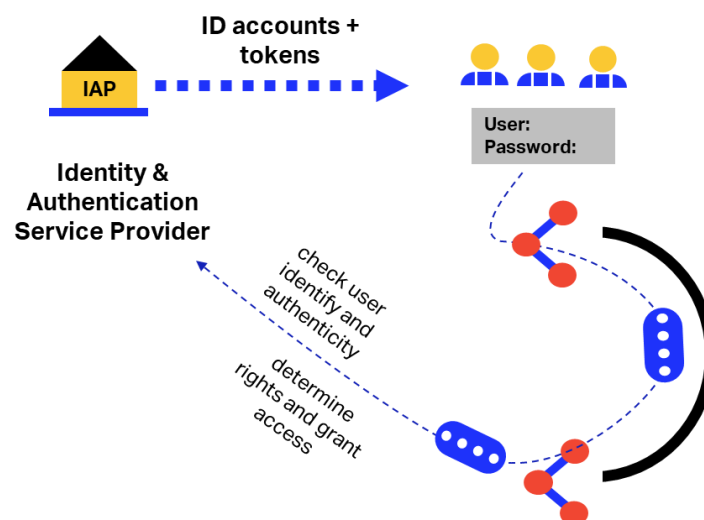 ID accounts +
tokens
IAP
User:
Password:
Identity &
Authentication
Service Provider
check user
identify and
authenticity
determine
rights and grant
access